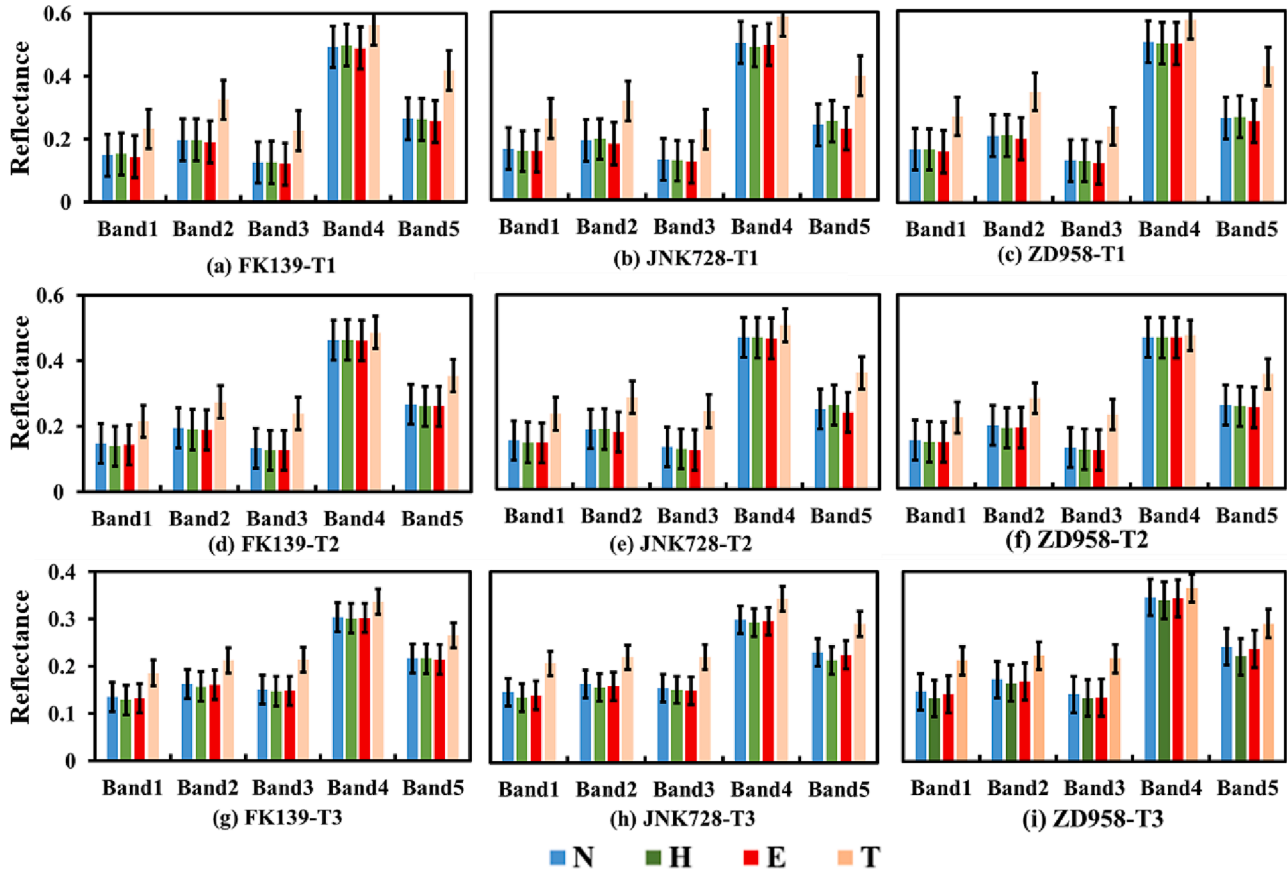 0.6
0.4
0.2
0
Reflectance
Band1 Band2 Band3 Band4 Band5
Band1 Band2 Band3 Band4 Band5
Band1 Band2 Band3 Band4 Band5
(a) FK139-T1
(b) JNK728-T1
(c) ZD958-T1
0.6
0.4
0.2
0
Reflectance
Band1 Band2 Band3 Band4 Band5
Band1 Band2 Band3 Band4 Band5
Band1 Band2 Band3 Band4 Band5
(d) FK139-T2
(e) JNK728-T2
(f) ZD958-T2
0.4
0.3
0.2
0.1
0
Reflectance
Band1 Band2 Band3 Band4 Band5
Band1 Band2 Band3 Band4 Band5
Band1 Band2 Band3 Band4 Band5
(g) FK139-T3
(h) JNK728-T3
(i) ZD958-T3
N H E T